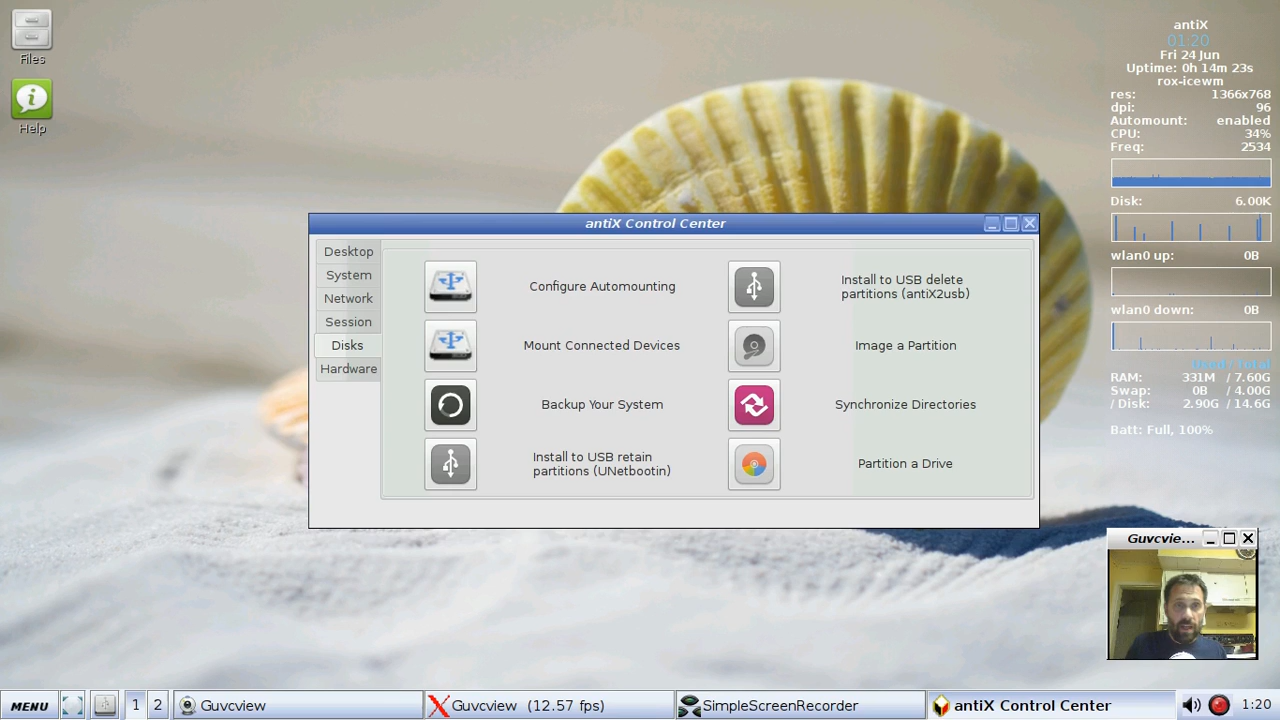 Files
Help
antiX
01:20
Fri 24 Jun
Uptime: 0h 14m 23s
rox-icewm
res: 1366x768
dpi: 96
Automount: enabled
CPU: 34%
Freq: 2534
Disk: 6.00K
wlan0 up: 0B
wlan0 down: 0B
Used / Total
RAM: 331M / 7.60G
Swap: 0B / 4.00G
/ Disk: 2.90G / 14.6G
Batt: Full, 100%
antiX Control Center
Desktop
System
Network
Session
Disks
Hardware
Configure Automounting
Install to USB delete
partitions (antiX2usb)
Mount Connected Devices
Image a Partition
Backup Your System
Synchronize Directories
Install to USB retain
partitions (UNetbootin)
Partition a Drive
Guvcvie...
MENU
1
2
Guvcview
Guvcview (12.57 fps)
SimpleScreenRecorder
antiX Control Center
1:20